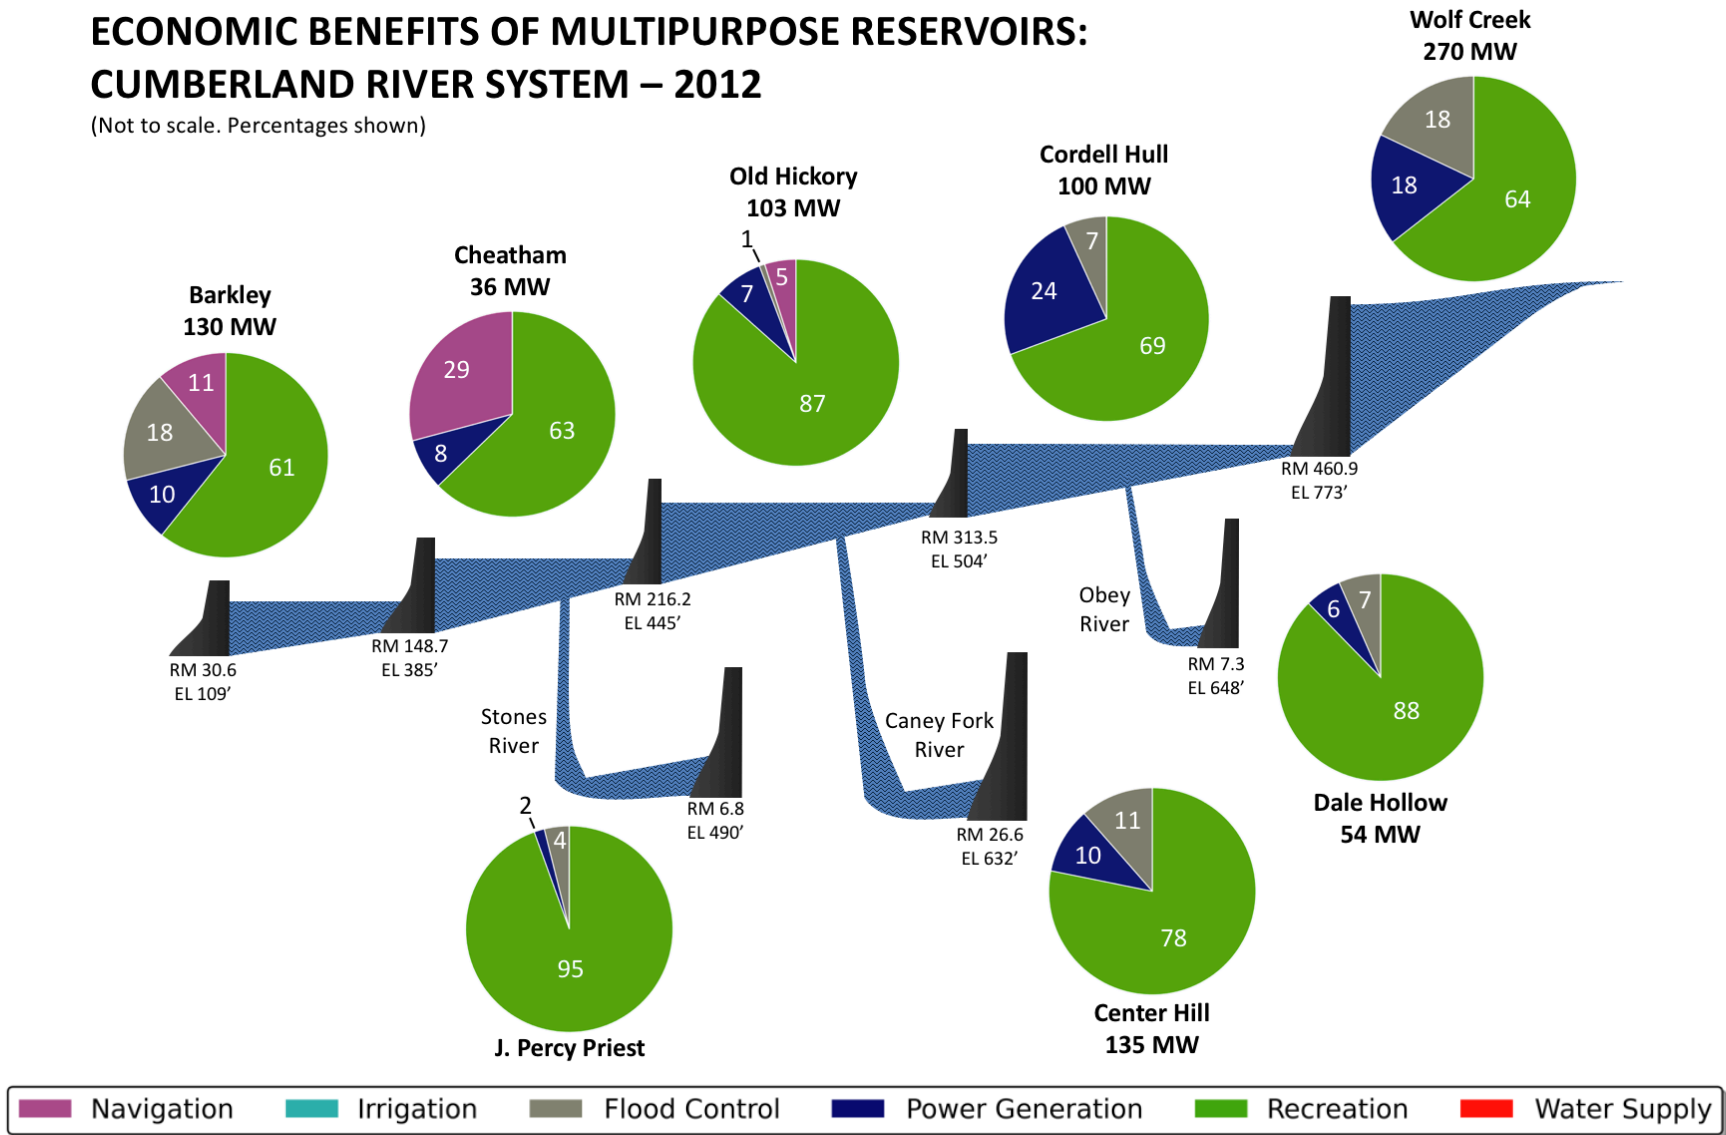 ECONOMIC BENEFITS OF MULTIPURPOSE RESERVOIRS:
CUMBERLAND RIVER SYSTEM – 2012
(Not to scale. Percentages shown)
Wolf Creek
270 MW
18
18
64
Cordell Hull
100 MW
7
24
69
Old Hickory
103 MW
1
5
7
87
Cheatham
36 MW
29
8
63
Barkley
130 MW
11
18
10
61
RM 460.9
EL 773’
RM 313.5
EL 504’
RM 216.2
EL 445’
RM 148.7
EL 385’
RM 30.6
EL 109’
Obey
River
RM 7.3
EL 648’
6
7
88
Dale Hollow
54 MW
Stones
River
RM 6.8
EL 490’
Caney Fork
River
RM 26.6
EL 632’
2
4
95
J. Percy Priest
11
10
78
Center Hill
135 MW
Navigation
Irrigation
Flood Control
Power Generation
Recreation
Water Supply